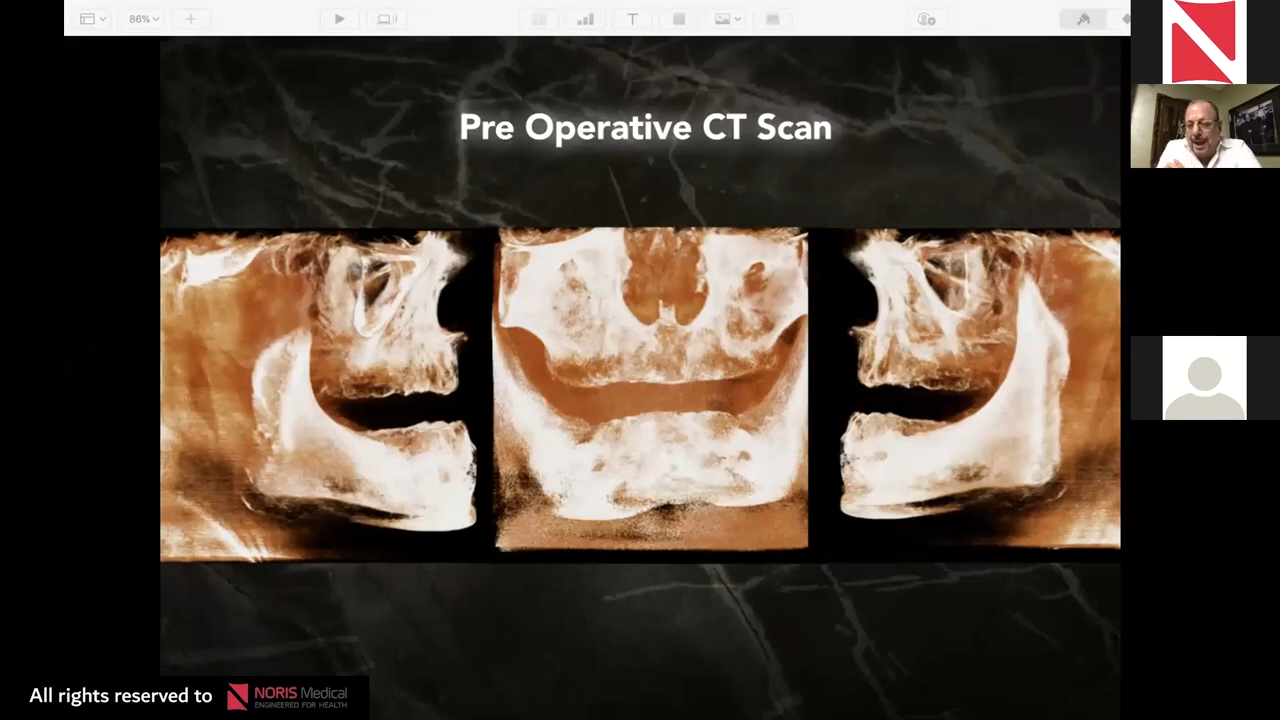 86%
Pre Operative CT Scan
All rights reserved to
NORIS Medical
ENGINEERED FOR HEALTH